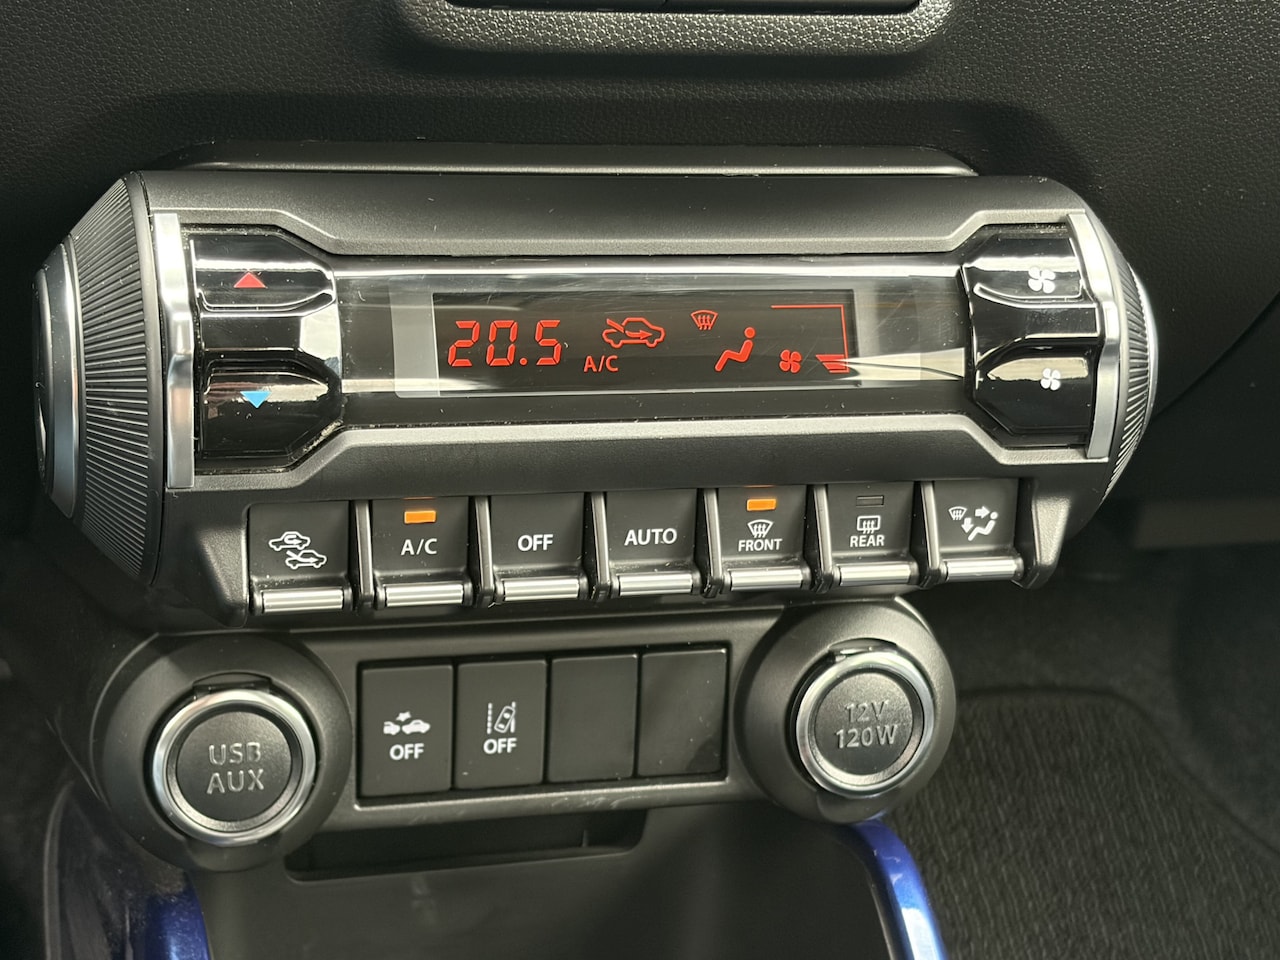 20.5
A/C
A/C
OFF
AUTO
FRONT
REAR
OFF
OFF
USB
AUX
12V
120W